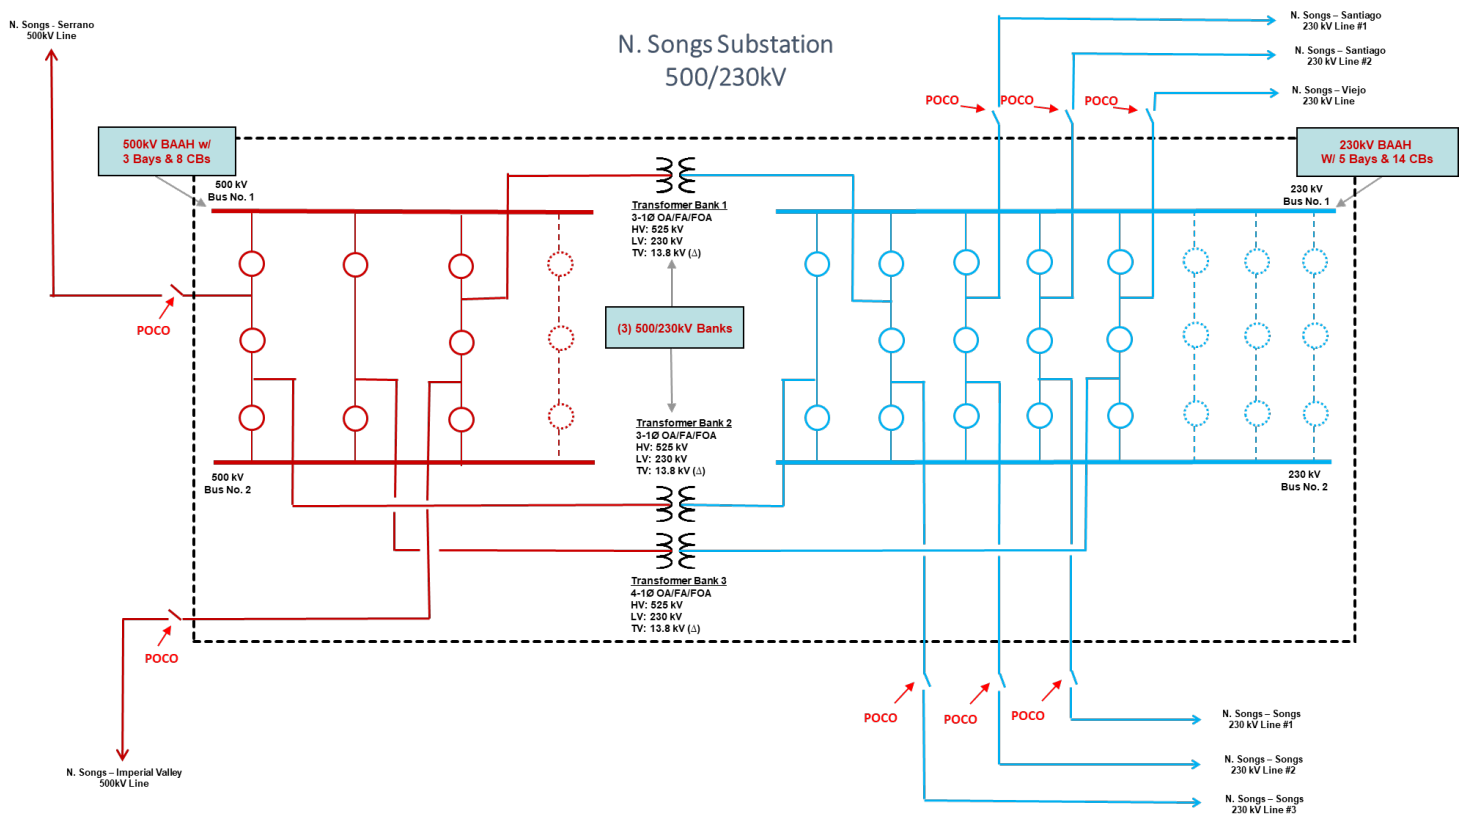 N. Songs - Serrano
500kV Line
N. Songs Substation
500/230kV
N. Songs – Santiago
230 kV Line #1
N. Songs – Santiago
230 kV Line #2
N. Songs – Viejo
230 kV Line
POCO
POCO
POCO
500kV BAAH w/
3 Bays & 8 CBs
230kV BAAH
W/ 5 Bays & 14 CBs
500 kV
Bus No. 1
230 kV
Bus No. 1
Transformer Bank 1
3-1Ø OA/FA/FOA
HV: 525 kV
LV: 230 kV
TV: 13.8 kV (Δ)
POCO
(3) 500/230kV Banks
Transformer Bank 2
3-1Ø OA/FA/FOA
HV: 525 kV
LV: 230 kV
TV: 13.8 kV (Δ)
500 kV
Bus No. 2
230 kV
Bus No. 2
Transformer Bank 3
4-1Ø OA/FA/FOA
HV: 525 kV
LV: 230 kV
TV: 13.8 kV (Δ)
POCO
POCO
POCO
POCO
N. Songs – Songs
230 kV Line #1
N. Songs – Songs
230 kV Line #2
N. Songs – Songs
230 kV Line #3
N. Songs – Imperial Valley
500kV Line